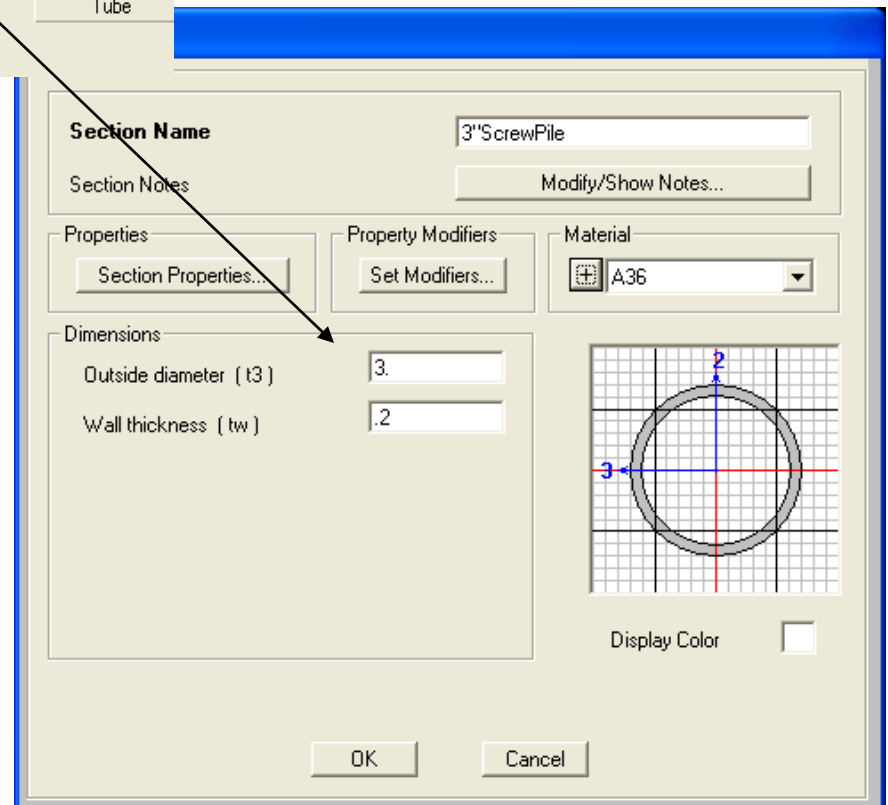 Tube
Section Name
3"ScrewPile
Section Notes
Modify/Show Notes...
Properties
Property Modifiers
Material
Section Properties...
Set Modifiers...
A36
Dimensions
Outside diameter ( t3 )
3.
Wall thickness ( tw )
.2
2
3
Display Color
OK
Cancel